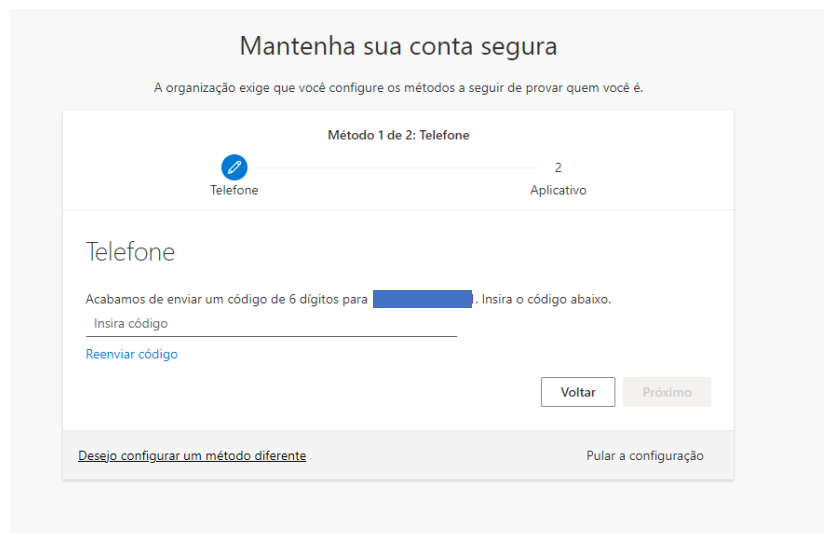 Mantenha sua conta segura
A organização exige que você configure os métodos a seguir de provar quem você é.
Método 1 de 2: Telefone
2
Telefone
Aplicativo
Telefone
Acabamos de enviar um código de 6 dígitos para . Insira o código abaixo.
Insira código
Reenviar código
Voltar
Próximo
Desejo configurar um método diferente
Pular a configuração